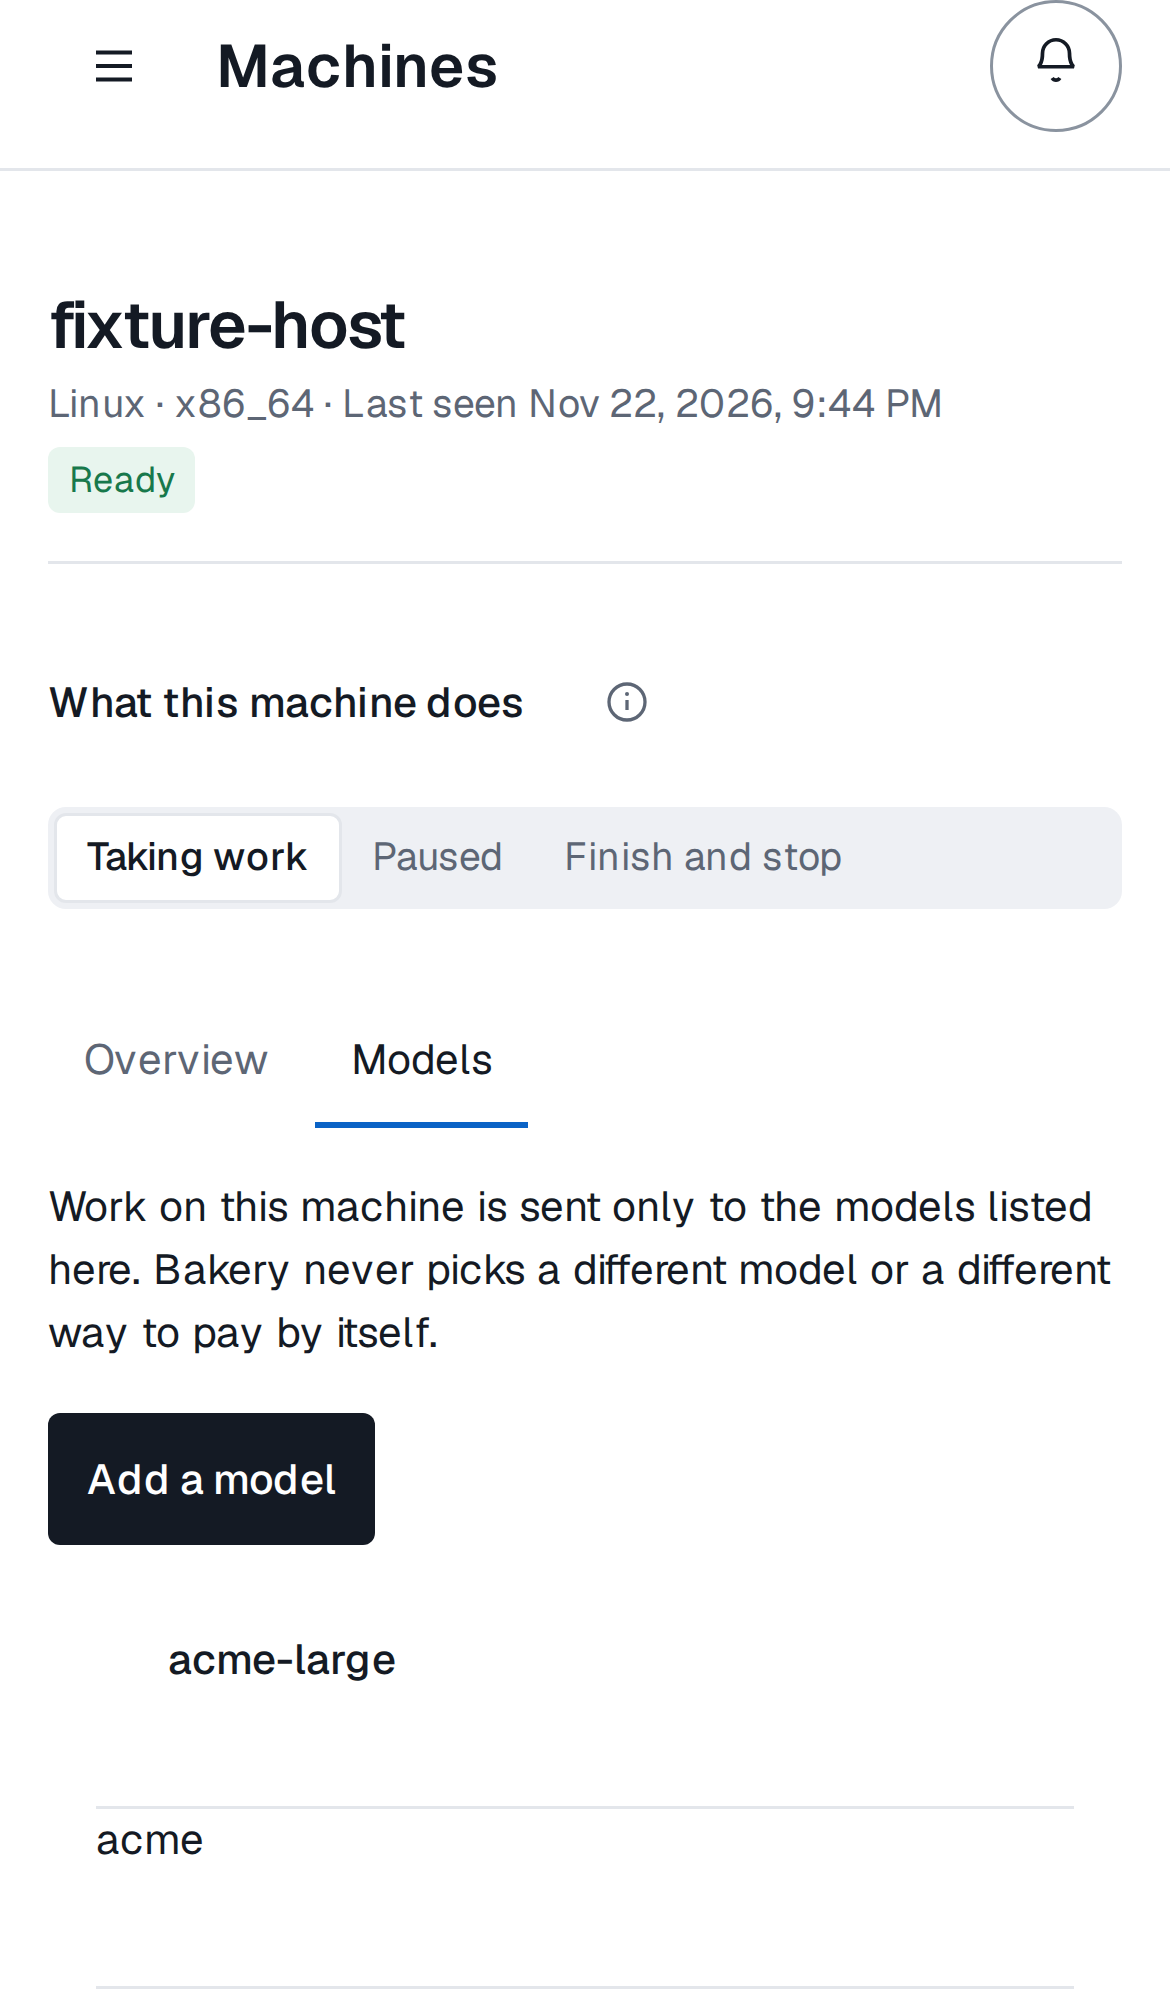 Machines
fixture-host
Linux · x86_64 · Last seen Nov 22, 2026, 9:44 PM
Ready
What this machine does
Taking work Paused Finish and stop
Overview Models
Work on this machine is sent only to the models listed
here. Bakery never picks a different model or a different
way to pay by itself.
Add a model
acme-large
acme